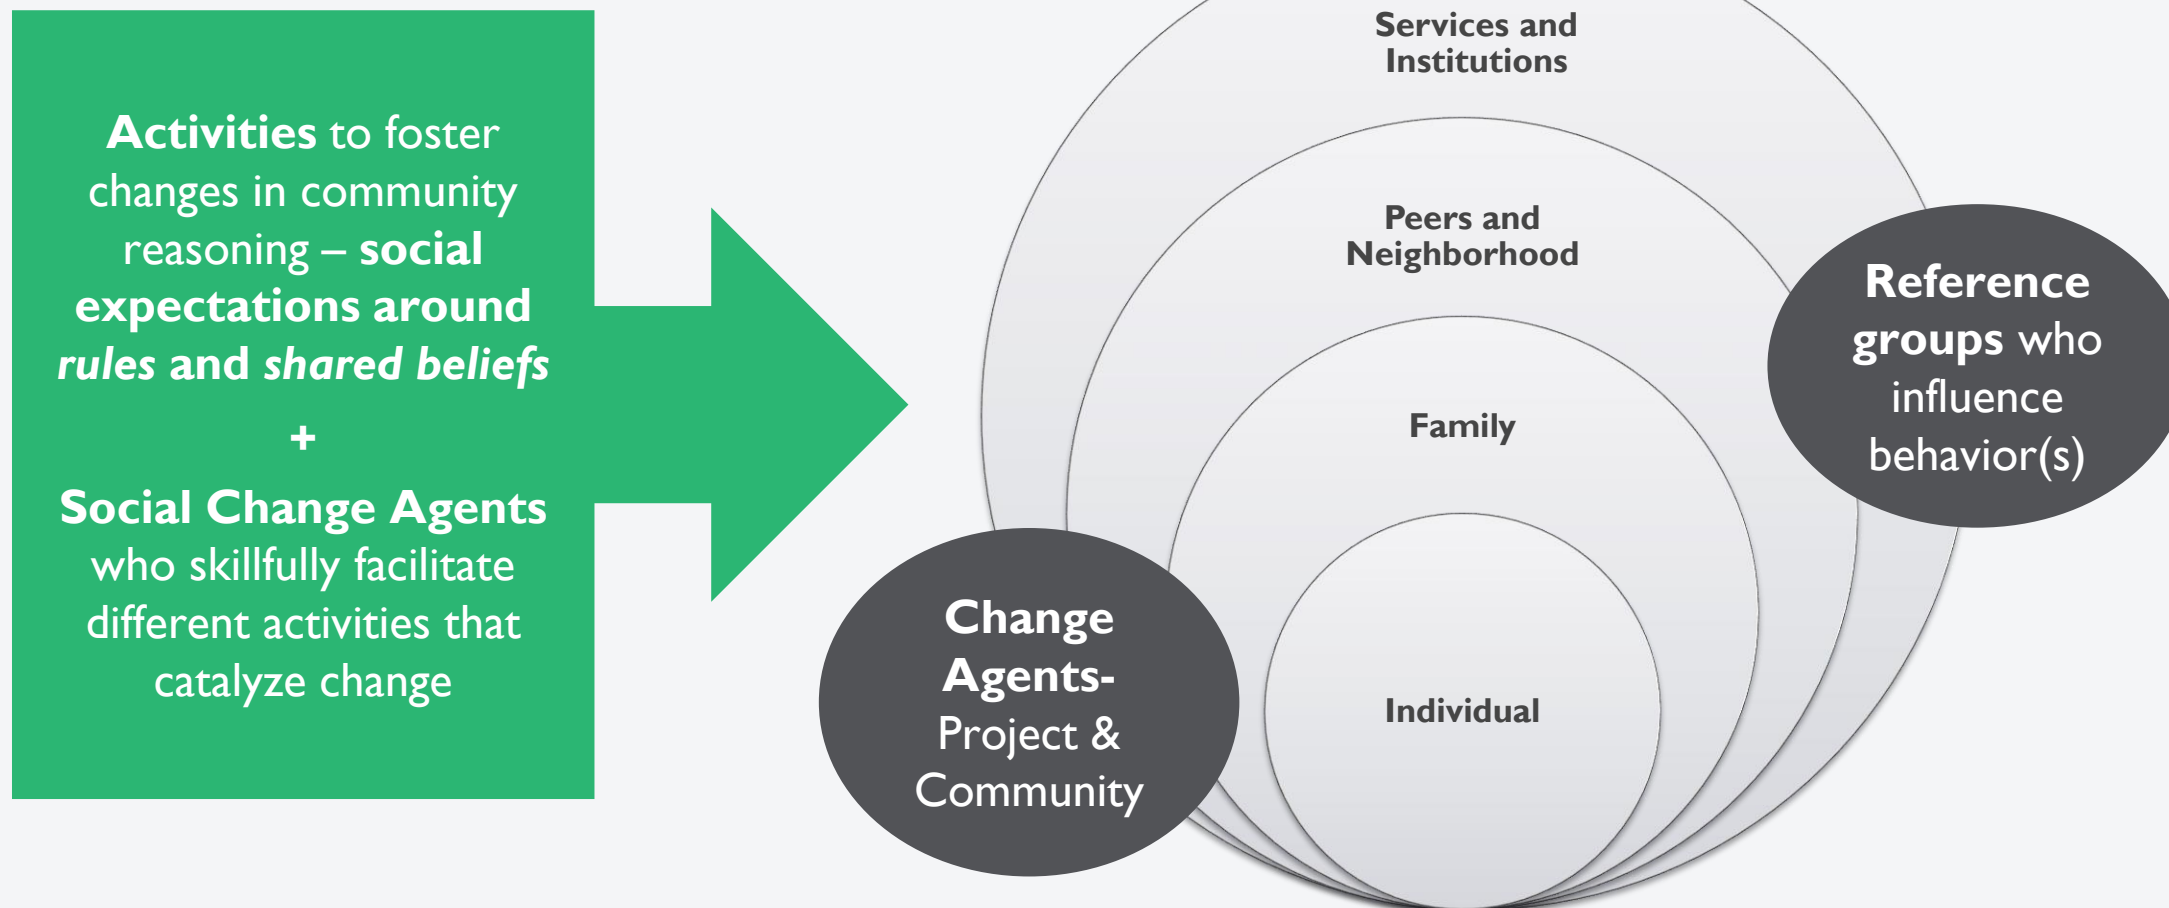 Activities to foster
changes in community
reasoning – social
expectations around
rules and shared beliefs
+
Social Change Agents
who skillfully facilitate
different activities that
catalyze change
Services and
Institutions
Peers and
Neighborhood
Family
Individual
Reference
groups who
influence
behavior(s)
Change
Agents-
Project &
Community